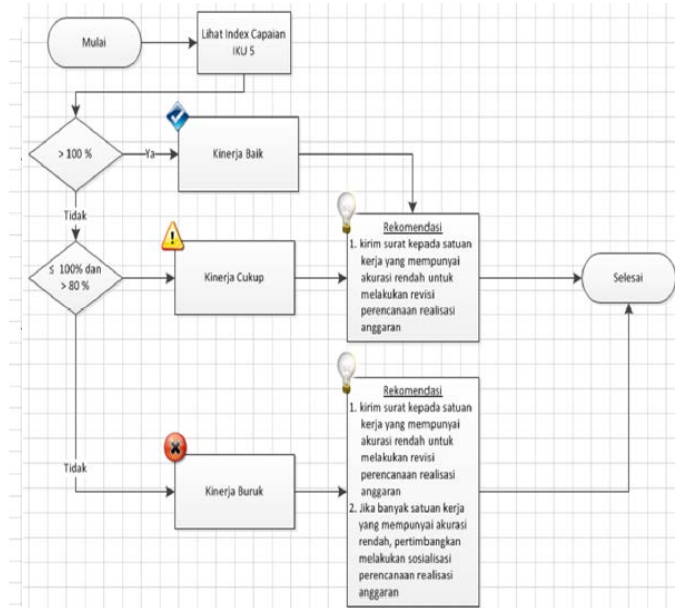 Mulai
Lihat Index Capaian
IKU 5
> 100 %
Ya
Kinerja Baik
Tidak
≤ 100% dan
> 80 %
Kinerja Cukup
Rekomendasi
1. kirim surat kepada satuan
kerja yang mempunyai
akurasi rendah untuk
melakukan revisi
perencanaan realisasi
anggaran
Selesai
Tidak
Kinerja Buruk
Rekomendasi
1. kirim surat kepada satuan
kerja yang mempunyai
akurasi rendah untuk
melakukan revisi
perencanaan realisasi
anggaran
2. Jika banyak satuan kerja
yang mempunyai akurasi
rendah, pertimbangkan
melakukan sosialisasi
perencanaan realisasi
anggaran